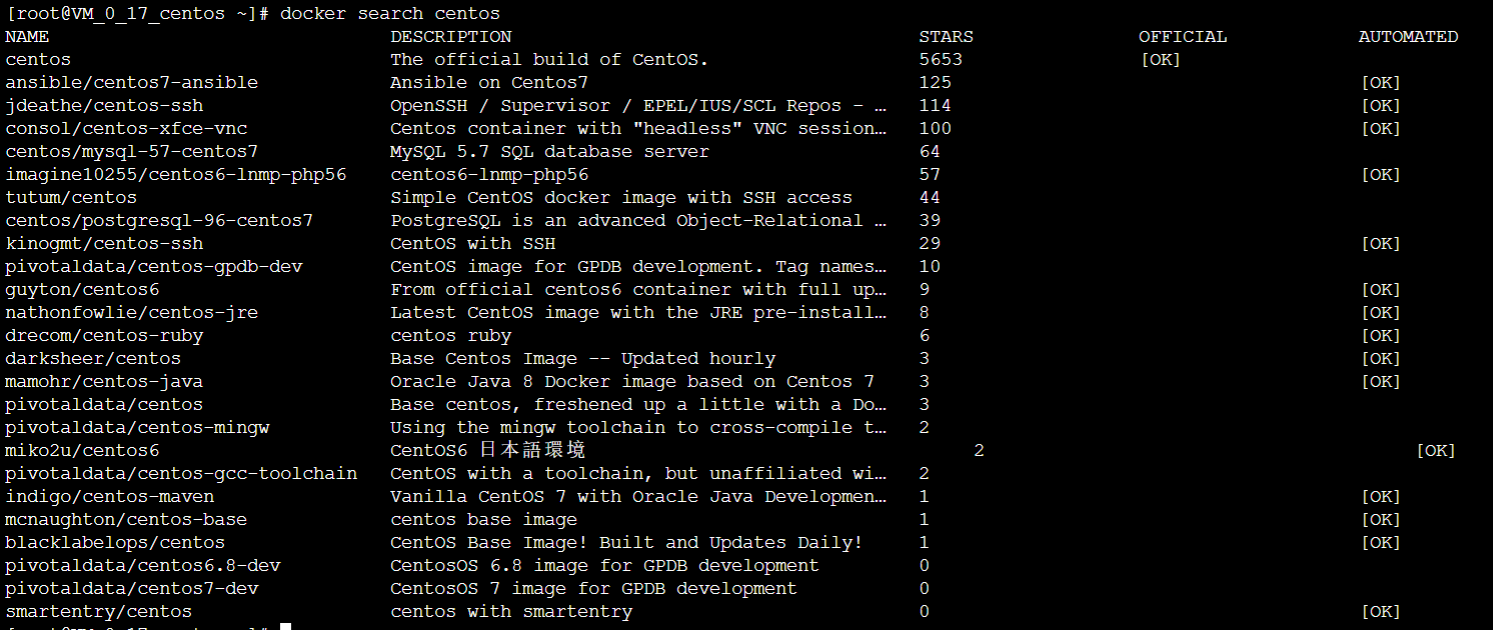 [root@VM_0_17_centos ~]# docker search centos
NAME DESCRIPTION STARS OFFICIAL AUTOMATED
centos The official build of CentOS. 5653 [OK]
ansible/centos7-ansible Ansible on Centos7 125 [OK]
jdeathe/centos-ssh OpenSSH / Supervisor / EPEL/IUS/SCL Repos - … 114 [OK]
consol/centos-xfce-vnc Centos container with "headless" VNC session… 100 [OK]
centos/mysql-57-centos7 MySQL 5.7 SQL database server 64
imagine10255/centos6-lnmp-php56 centos6-lnmp-php56 57 [OK]
tutum/centos Simple CentOS docker image with SSH access 44
centos/postgresql-96-centos7 PostgreSQL is an advanced Object-Relational … 39
kinogmt/centos-ssh CentOS with SSH 29 [OK]
pivotaldata/centos-gpdb-dev CentOS image for GPDB development. Tag names… 10
guyton/centos6 From official centos6 container with full up… 9 [OK]
nathonfowlie/centos-jre Latest CentOS image with the JRE pre-install… 8 [OK]
drecom/centos-ruby centos ruby 6 [OK]
darksheer/centos Base Centos Image -- Updated hourly 3 [OK]
mamohr/centos-java Oracle Java 8 Docker image based on Centos 7 3 [OK]
pivotaldata/centos Base centos, freshened up a little with a Do… 3
pivotaldata/centos-mingw Using the mingw toolchain to cross-compile t… 2
miko2u/centos6 CentOS6 日本語環境 2 [OK]
pivotaldata/centos-gcc-toolchain CentOS with a toolchain, but unaffiliated wi… 2
indigo/centos-maven Vanilla CentOS 7 with Oracle Java Developmen… 1 [OK]
mcnaughton/centos-base centos base image 1 [OK]
blacklabelops/centos CentOS Base Image! Built and Updates Daily! 1 [OK]
pivotaldata/centos6.8-dev CentosOS 6.8 image for GPDB development 0
pivotaldata/centos7-dev CentosOS 7 image for GPDB development 0
smartentry/centos centos with smartentry 0 [OK]